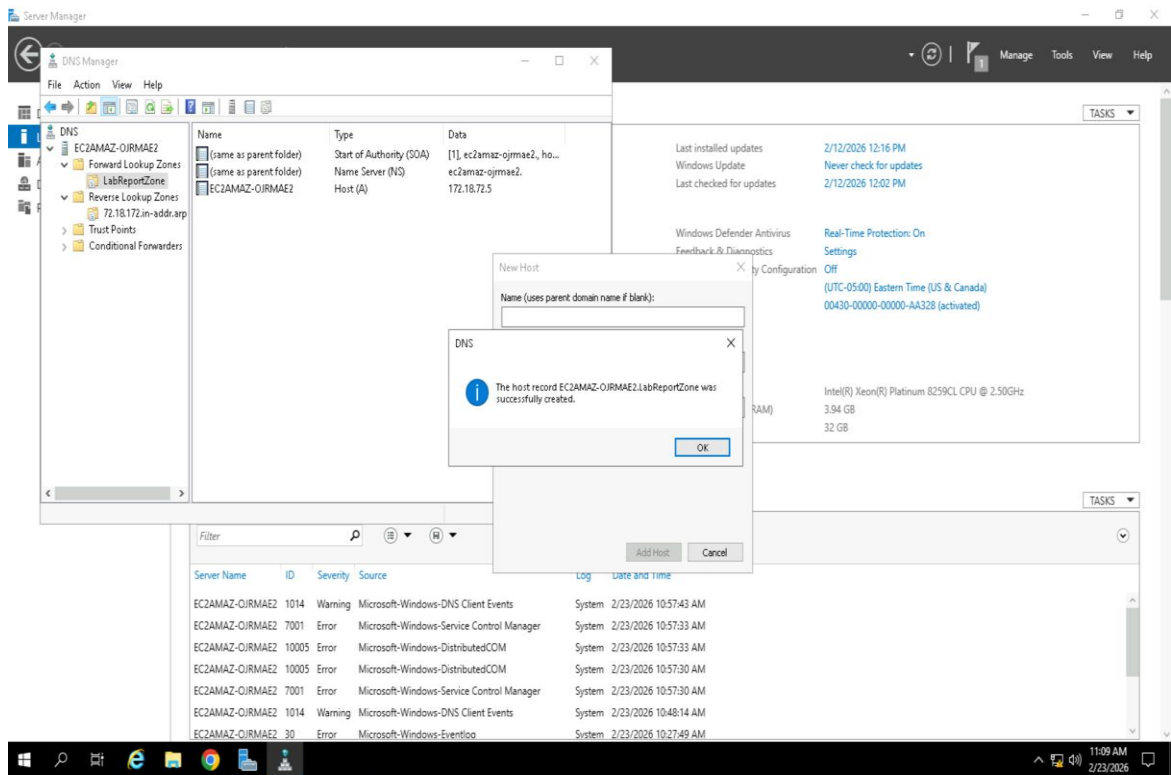 Server Manager
Manage Tools View Help
1
DNS Manager
File Action View Help
DNS
EC2AMAZ-OJRMAE2
Forward Lookup Zones
LabReportZone
Reverse Lookup Zones
72.18.172.in-addr.arp
Trust Points
Conditional Forwarders
Name Type Data
(same as parent folder) Start of Authority (SOA) [1], ec2amaz-ojrmae2., ho...
(same as parent folder) Name Server (NS) ec2amaz-ojrmae2.
EC2AMAZ-OJRMAE2 Host (A) 172.18.72.5
TASKS
Last installed updates 2/12/2026 12:16 PM
Windows Update Never check for updates
Last checked for updates 2/12/2026 12:02 PM
Windows Defender Antivirus Real-Time Protection: On
Feedback & Diagnostics Settings
ty Configuration Off
(UTC-05:00) Eastern Time (US & Canada)
00430-00000-00000-AA328 (activated)
Intel(R) Xeon(R) Platinum 8259CL CPU @ 2.50GHz
RAM) 3.94 GB
32 GB
New Host
Name (uses parent domain name if blank):
DNS
The host record EC2AMAZ-OJRMAE2.LabReportZone was
successfully created.
OK
Add Host Cancel
TASKS
Filter
Server Name ID Severity Source Log Date and Time
EC2AMAZ-OJRMAE2 1014 Warning Microsoft-Windows-DNS Client Events System 2/23/2026 10:57:43 AM
EC2AMAZ-OJRMAE2 7001 Error Microsoft-Windows-Service Control Manager System 2/23/2026 10:57:33 AM
EC2AMAZ-OJRMAE2 10005 Error Microsoft-Windows-DistributedCOM System 2/23/2026 10:57:33 AM
EC2AMAZ-OJRMAE2 10005 Error Microsoft-Windows-DistributedCOM System 2/23/2026 10:57:30 AM
EC2AMAZ-OJRMAE2 7001 Error Microsoft-Windows-Service Control Manager System 2/23/2026 10:57:30 AM
EC2AMAZ-OJRMAE2 1014 Warning Microsoft-Windows-DNS Client Events System 2/23/2026 10:48:14 AM
EC2AMAZ-OJRMAE2 30 Error Microsoft-Windows-Eventlog System 2/23/2026 10:27:49 AM
11:09 AM
2/23/2026